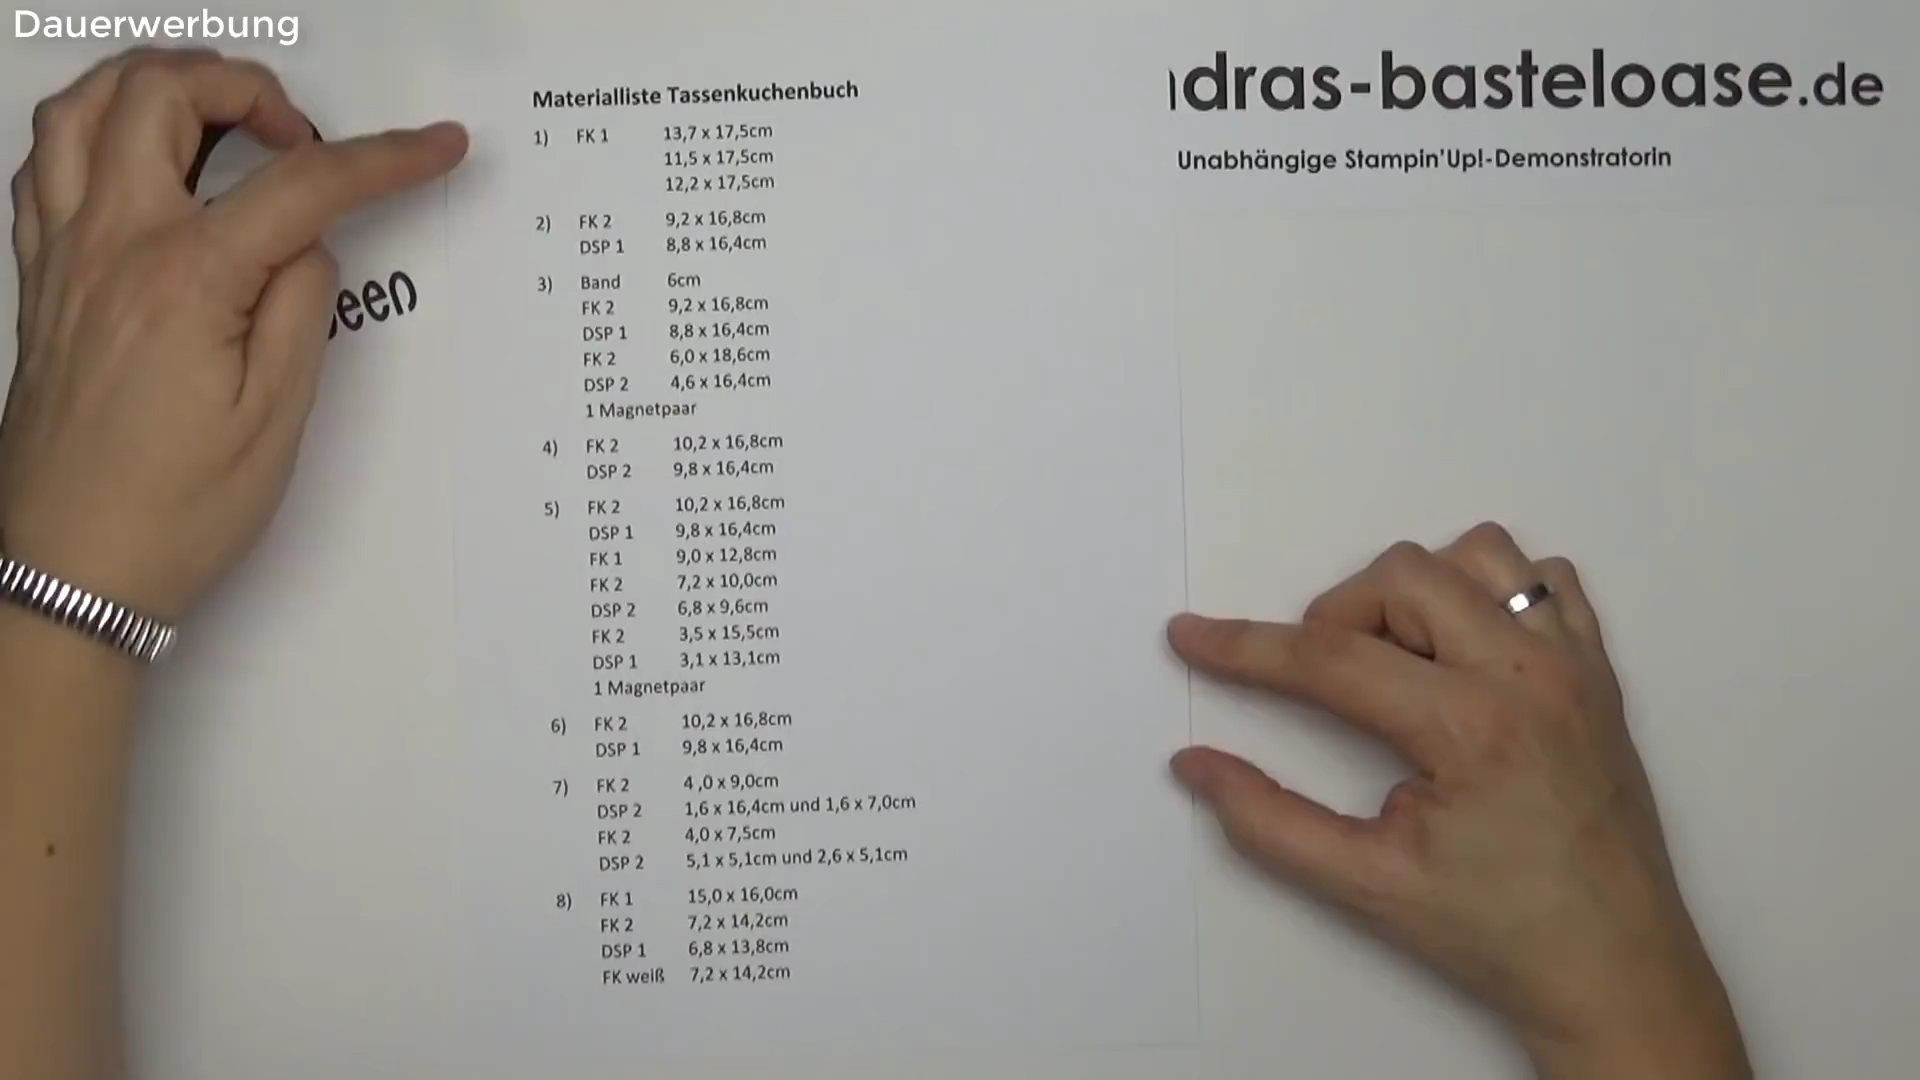 Dauerwerbung
dras-basteloase.de
Unabhängige Stampin'Up!-Demonstratorin
een
Materialliste Tassenkuchenbuch
1) FK 1 13,7 x 17,5cm
11,5 x 17,5cm
12,2 x 17,5cm
2) FK 2 9,2 x 16,8cm
DSP 1 8,8 x 16,4cm
3) Band 6cm
FK 2 9,2 x 16,8cm
DSP 1 8,8 x 16,4cm
FK 2 6,0 x 18,6cm
DSP 2 4,6 x 16,4cm
1 Magnetpaar
4) FK 2 10,2 x 16,8cm
DSP 2 9,8 x 16,4cm
5) FK 2 10,2 x 16,8cm
DSP 1 9,8 x 16,4cm
FK 1 9,0 x 12,8cm
FK 2 7,2 x 10,0cm
DSP 2 6,8 x 9,6cm
FK 2 3,5 x 15,5cm
DSP 1 3,1 x 13,1cm
1 Magnetpaar
6) FK 2 10,2 x 16,8cm
DSP 1 9,8 x 16,4cm
7) FK 2 4 ,0 x 9,0cm
DSP 2 1,6 x 16,4cm und 1,6 x 7,0cm
FK 2 4,0 x 7,5cm
DSP 2 5,1 x 5,1cm und 2,6 x 5,1cm
8) FK 1 15,0 x 16,0cm
FK 2 7,2 x 14,2cm
DSP 1 6,8 x 13,8cm
FK weiß 7,2 x 14,2cm